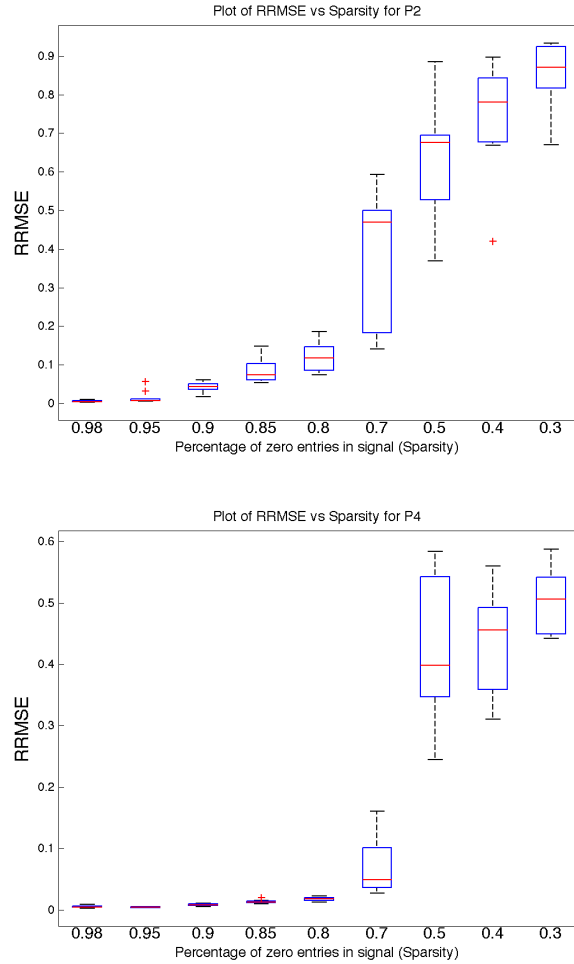 Plot of RRMSE vs Sparsity for P2
0.9
0.8
0.7
0.6
0.5
0.4
0.3
0.2
0.1
0
RRMSE
0.98 0.95 0.9 0.85 0.8 0.7 0.5 0.4 0.3
Percentage of zero entries in signal (Sparsity)
Plot of RRMSE vs Sparsity for P4
0.6
0.5
0.4
0.3
0.2
0.1
0
RRMSE
0.98 0.95 0.9 0.85 0.8 0.7 0.5 0.4 0.3
Percentage of zero entries in signal (Sparsity)